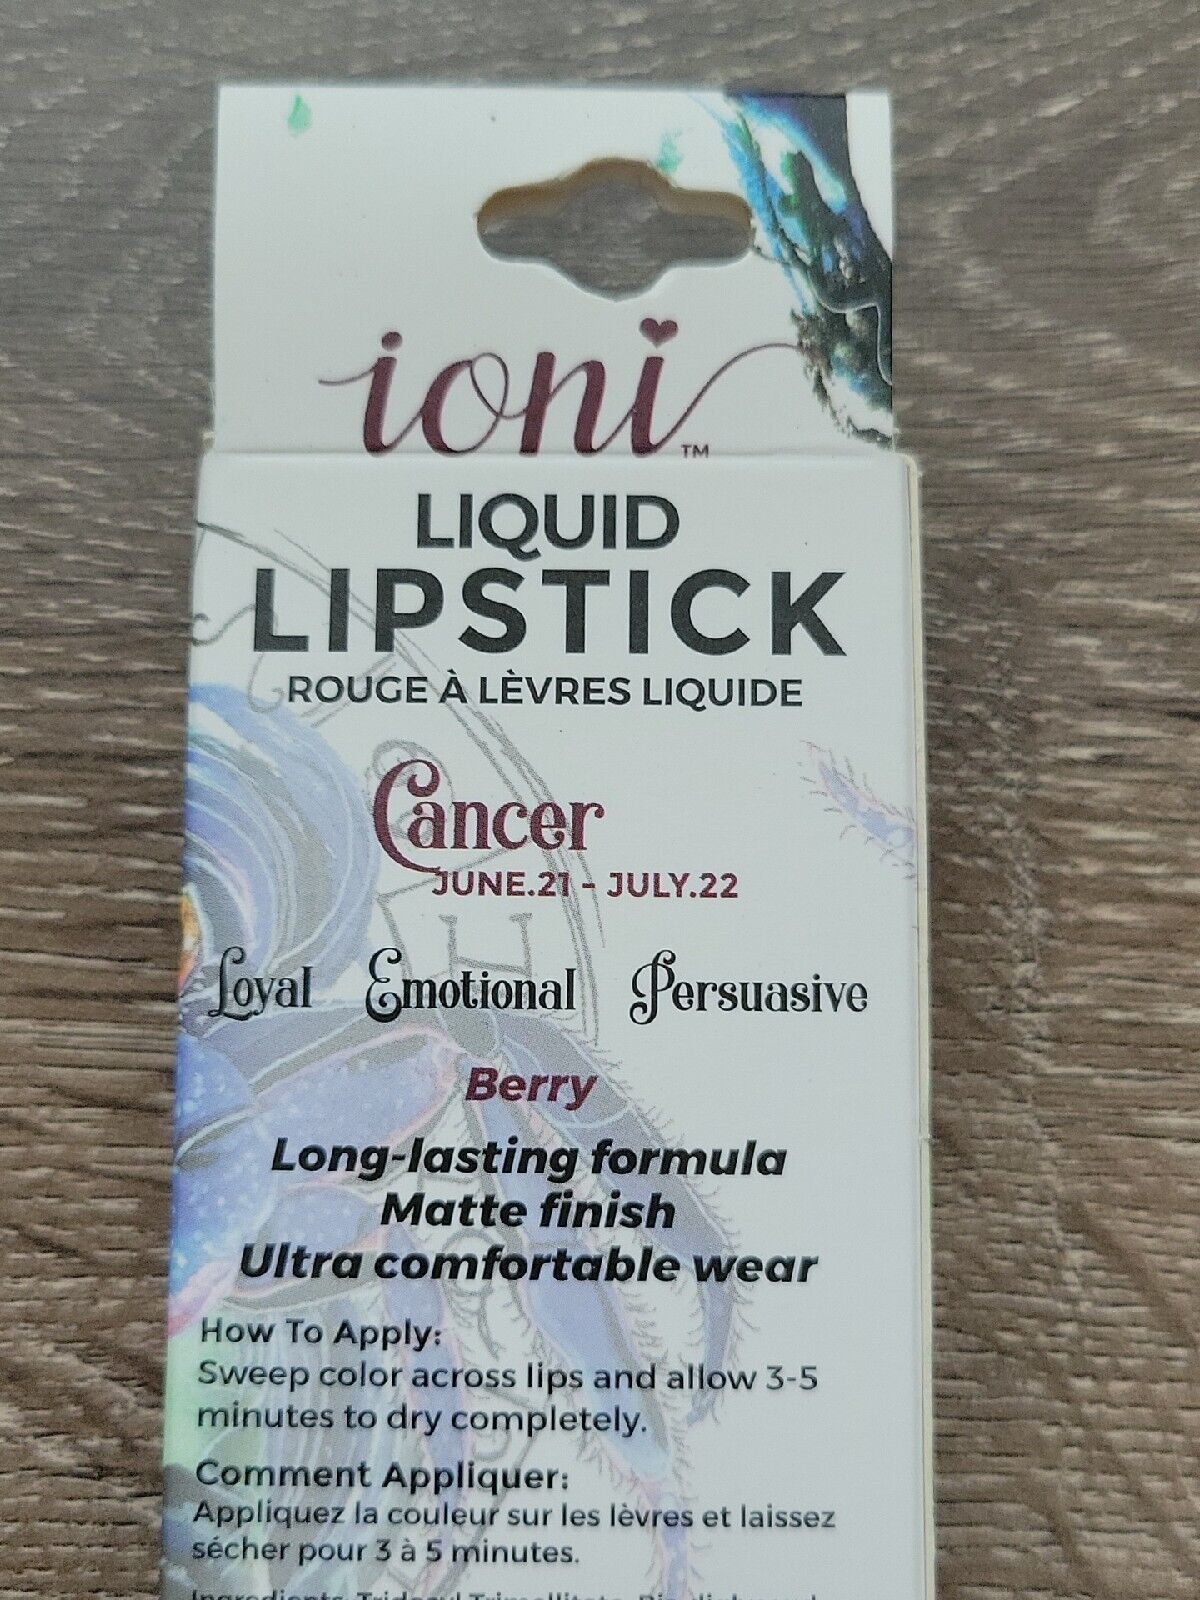 ioni™
LIQUID
LIPSTICK
ROUGE À LÈVRES LIQUIDE
Cancer
JUNE.21 - JULY.22
Loyal Emotional Persuasive
Berry
Long-lasting formula
Matte finish
Ultra comfortable wear
How To Apply:
Sweep color across lips and allow 3-5
minutes to dry completely.
Comment Appliquer:
Appliquez la couleur sur les lèvres et laissez
sécher pour 3 à 5 minutes.